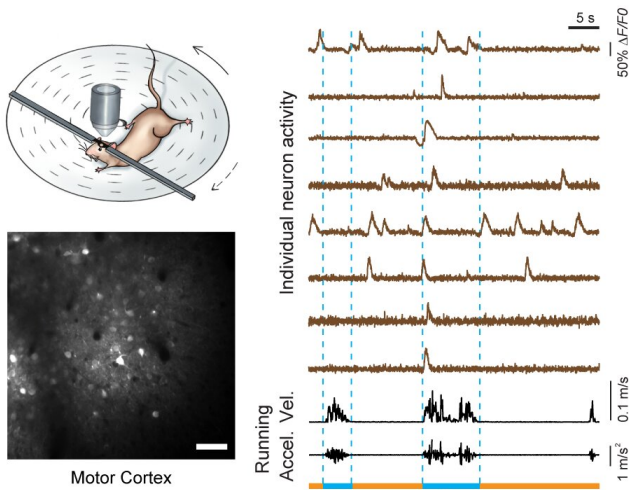 5 s
50% ΔF/F0
Individual neuron activity
Motor Cortex
Running
Accel. Vel.
0.1 m/s
1 m/s²